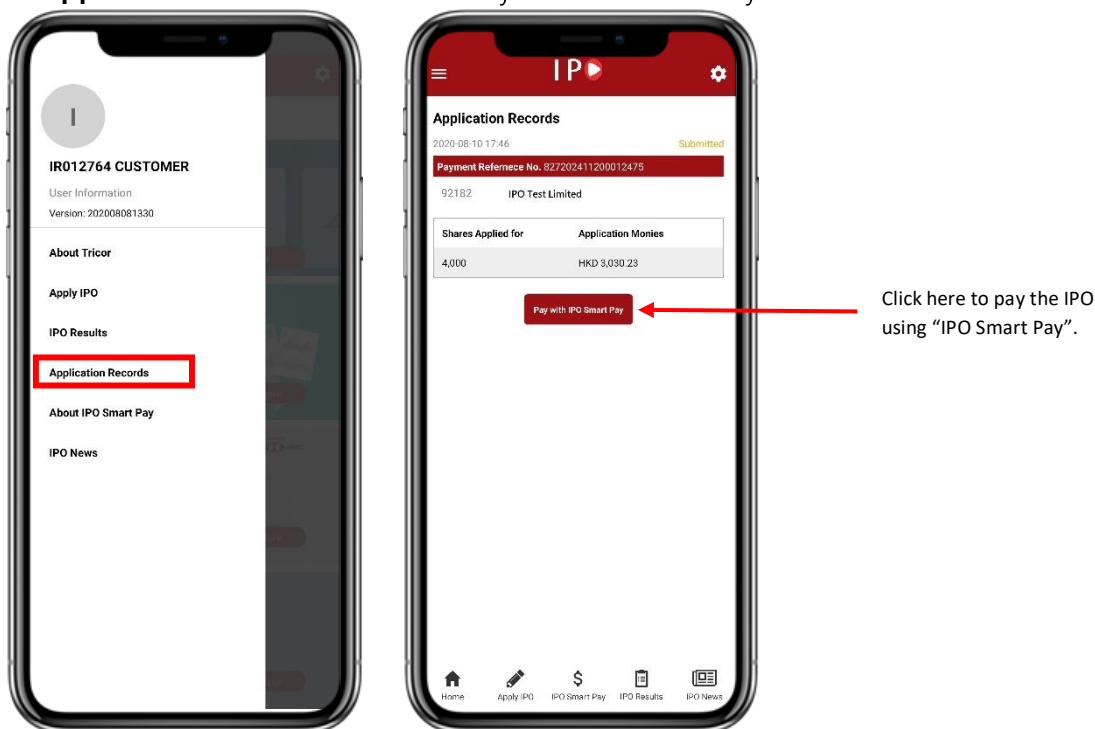 I
IR012764 CUSTOMER
User Information
Version: 202008081330
About Tricor
Apply IPO
IPO Results
Application Records
About IPO Smart Pay
IPO News
IPO
Application Records
2020-08-10 17:46 Submitted
Payment Refernece No. 827202411200012475
92182 IPO Test Limited
Shares Applied for Application Monies
4,000 HKD 3,030.23
Pay with IPO Smart Pay
Home Apply IPO IPO Smart Pay IPO Results IPO News
Click here to pay the IPO
using “IPO Smart Pay”.